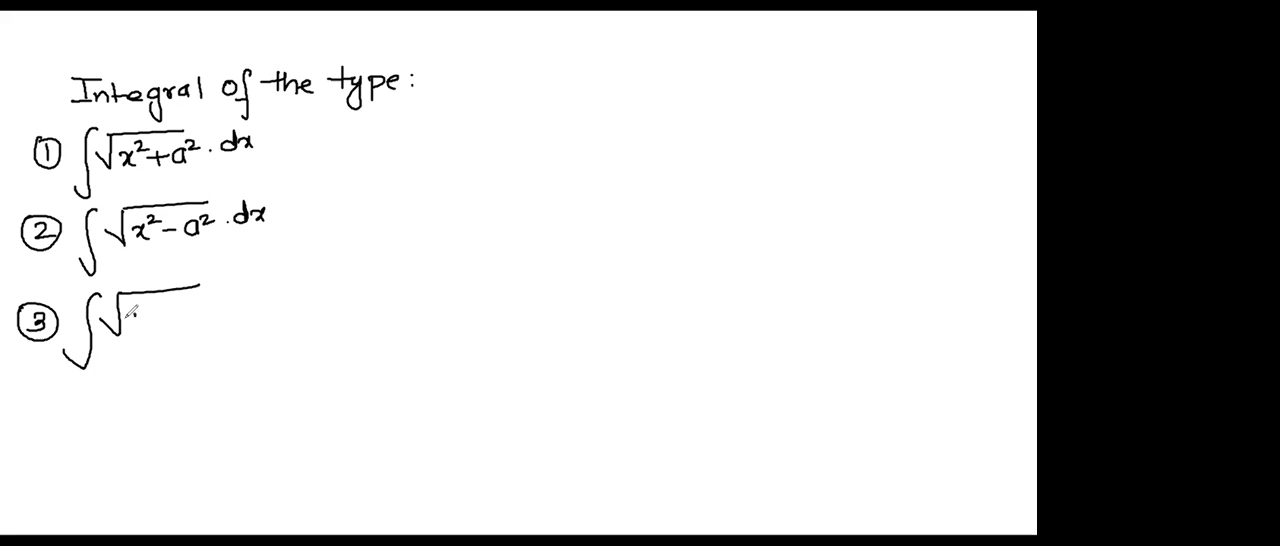 Integral of the type:
① ∫√x²+a² . dx
② ∫√x²-a² . dx
③ ∫√